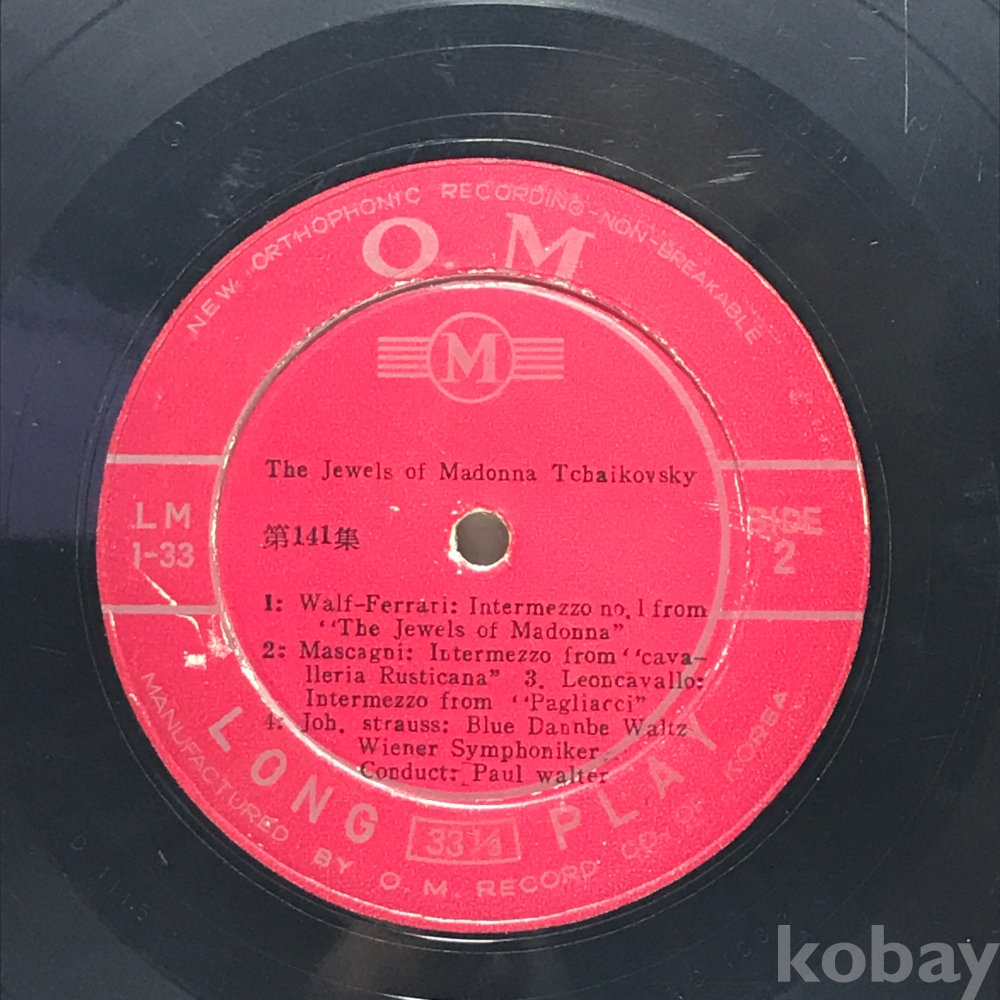 NEW ORTHOPHONIC RECORDING-NON-BREAKABLE
O. M
M
The Jewels of Madonna Tchaikovsky
LM
1-33
第141集
SIDE
2
1: Walf-Ferrari: Intermezzo no. 1 from
“The Jewels of Madonna”
2: Mascagni: Intermezzo from “cava-
lleria Rusticana” 3. Leoncavallo:
Intermezzo from “Pagliacci”
4: Joh. strauss: Blue Dannbe Waltz
Wiener Symphoniker
Conduct: Paul walter
LONG PLAY
33 1/3
MANUFACTURED BY O. M. RECORD CO. OF KOREA
kobay